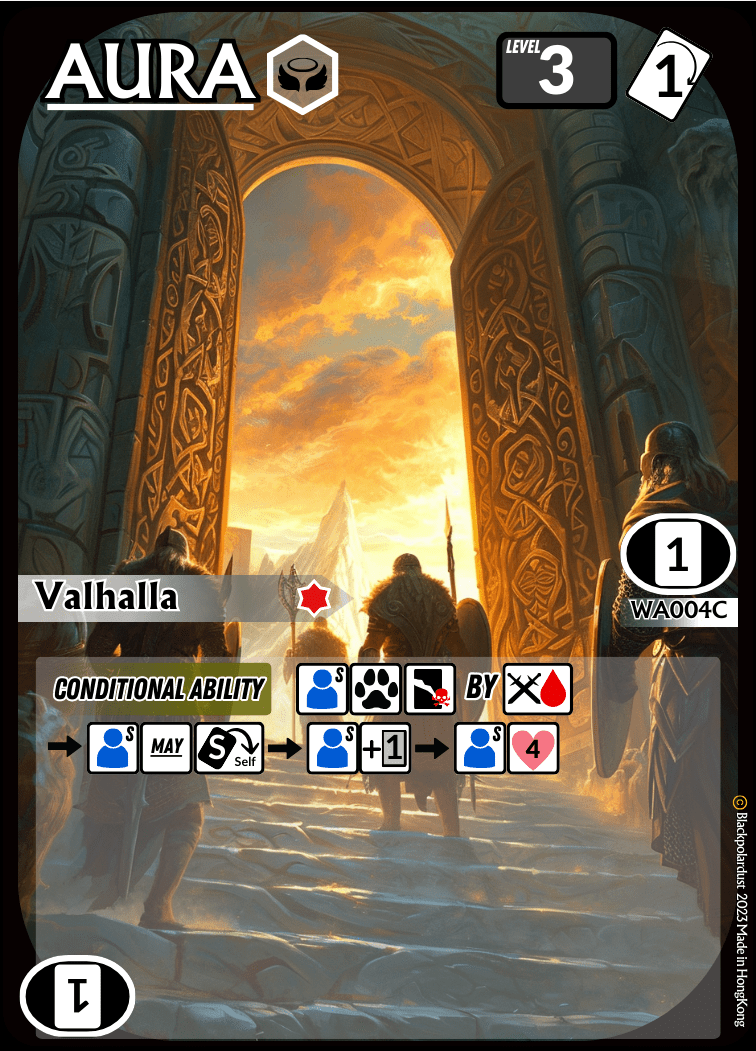 AURA
LEVEL 3
1
1
Valhalla
WA004C
CONDITIONAL ABILITY S BY
S MAY S Self S +1 S 4
© Blackpolardust 2023 Made in HongKong
1